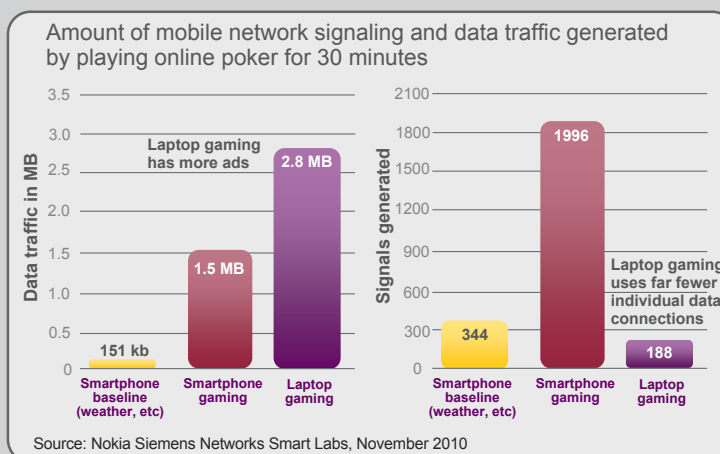 Amount of mobile network signaling and data traffic generated
by playing online poker for 30 minutes
Data traffic in MB
3.5
3.0
2.5
2.0
1.5
1.0
0.5
0
Laptop gaming
has more ads
151 kb
1.5 MB
2.8 MB
Smartphone
baseline
(weather, etc)
Smartphone
gaming
Laptop
gaming
Signals generated
2100
1800
1500
1200
900
600
300
0
344
1996
188
Laptop gaming
uses far fewer
individual data
connections
Smartphone
baseline
(weather, etc)
Smartphone
gaming
Laptop
gaming
Source: Nokia Siemens Networks Smart Labs, November 2010